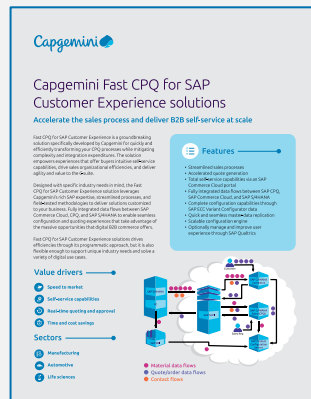 Capgemini
Capgemini Fast CPQ for SAP
Customer Experience solutions
Accelerate the sales process and deliver B2B self-service at scale
Fast CPQ for SAP Customer Experience is a groundbreaking
solution specifically developed by Capgemini for quickly and
efficiently transforming your CPQ processes while mitigating
complexity and integration expenditures. The solution
empowers experiences that offer buyers intuitive self-service
capabilities, drive sales organizational efficiencies, and deliver
agility and value to the C-suite.
Designed with specific industry needs in mind, the Fast
CPQ for SAP Customer Experience solution leverages
Capgemini's rich SAP expertise, streamlined processes, and
field-tested methodologies to deliver solutions customized
to your business. Fully integrated data flows between SAP
Commerce Cloud, CPQ, and SAP S/4HANA to enable seamless
configuration and quoting experiences that take advantage of
the massive opportunities that digital B2B commerce offers.
Fast CPQ for SAP Customer Experience solutions drives
efficiencies through its programmatic approach, but it is also
flexible enough to support unique industry needs and solve a
variety of digital use cases.
Features
• Streamlined sales processes
• Accelerated quote generation
• Total self-service capabilities via SAP
Commerce Cloud portal
• Fully integrated data flows between SAP CPQ,
SAP Commerce Cloud, and SAP S/4HANA
• Complete configuration capabilities through
SAP ECC Variant Configurator data
• Quick and seamless master-data replication
• Scalable configuration engine
• Optionally manage and improve user
experience through SAP Qualtrics
Value drivers
Speed to market
Self-service capabilities
Real-time quoting and approval
Time and cost savings
Sectors
Manufacturing
Automotive
Life sciences
Material data flows
Quote/order data flows
Contact flows